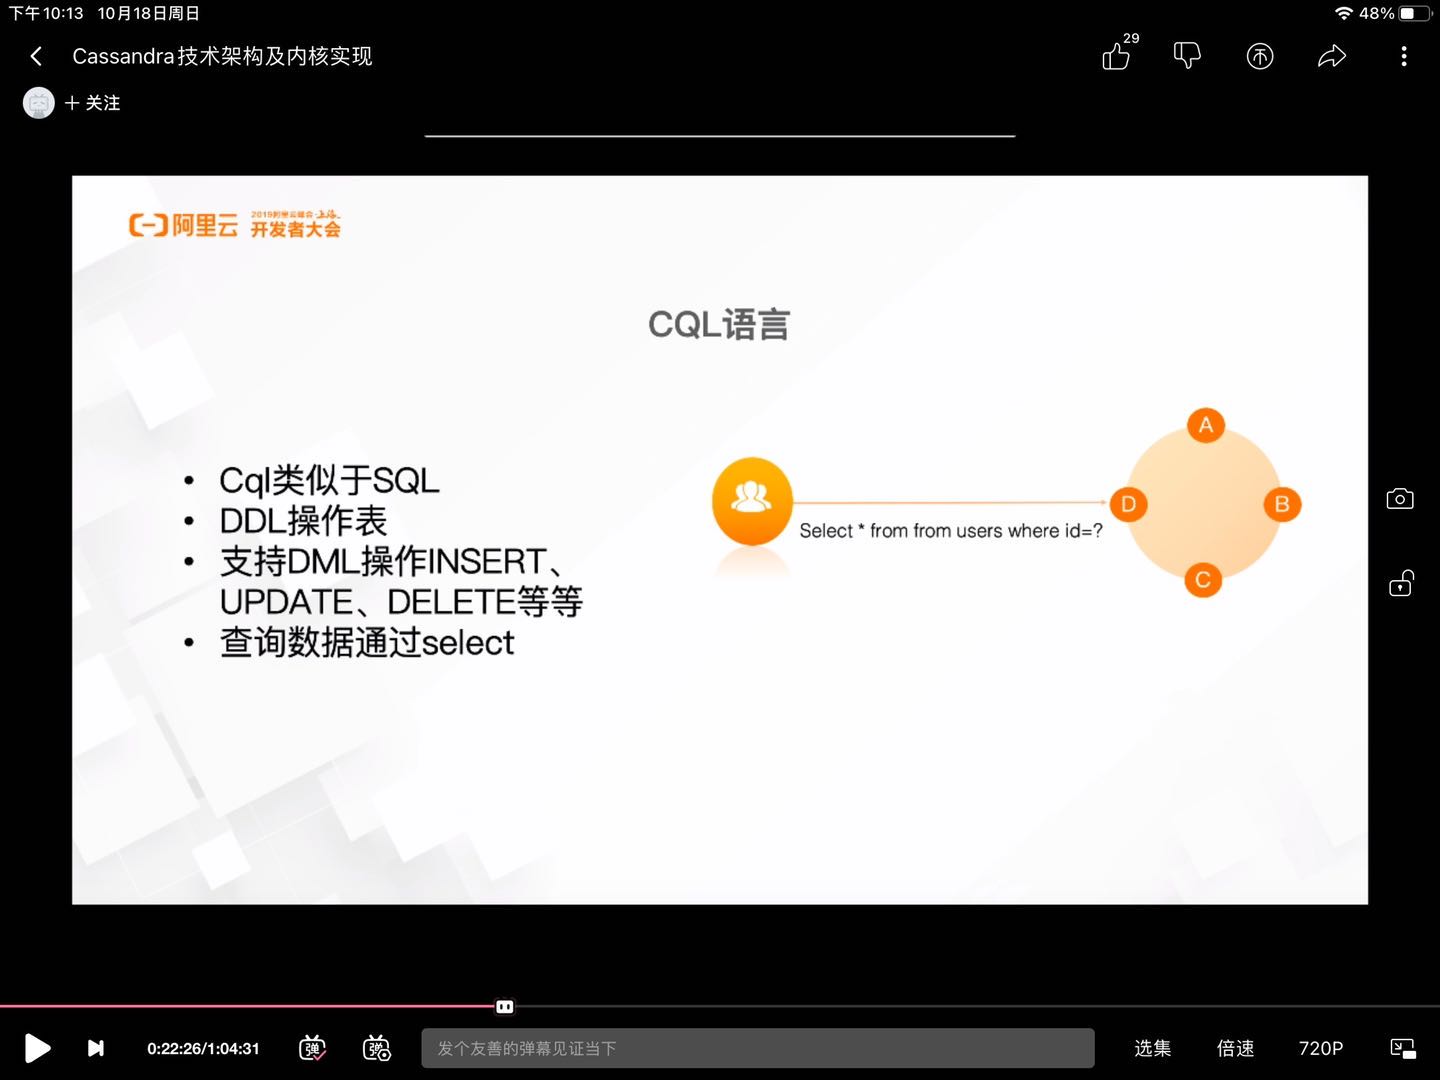 下午10:13 10月18日周日
48%
Cassandra技术架构及内核实现
29
+ 关注
阿里云
2019阿里云峰会·上海
开发者大会
CQL语言
• Cql类似于SQL
• DDL操作表
• 支持DML操作INSERT、
UPDATE、DELETE等等
• 查询数据通过select
Select * from from users where id=?
A
D
B
C
0:22:26/1:04:31
弹
弹
发个友善的弹幕见证当下
选集
倍速
720P